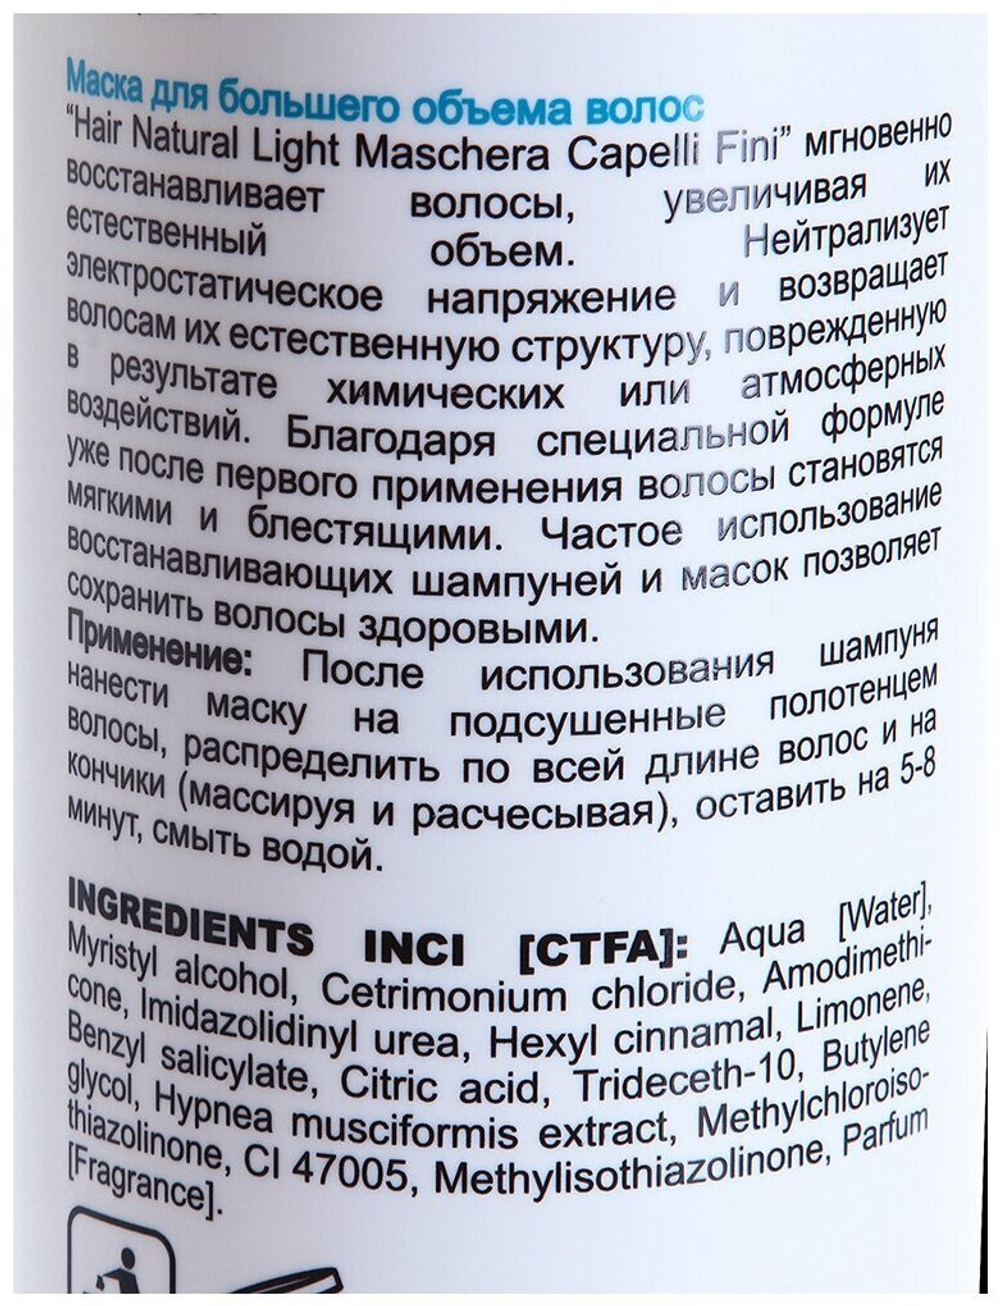 Маска для большего объема волос
“Hair Natural Light Maschera Capelli Fini” мгновенно
восстанавливает волосы, увеличивая их
естественный объем. Нейтрализует
электростатическое напряжение и возвращает
волосам их естественную структуру, поврежденную
в результате химических или атмосферных
воздействий. Благодаря специальной формуле
уже после первого применения волосы становятся
мягкими и блестящими. Частое использование
восстанавливающих шампуней и масок позволяет
сохранить волосы здоровыми.
Применение: После использования шампуня
нанести маску на подсушенные полотенцем
волосы, распределить по всей длине волос и на
кончики (массируя и расчесывая), оставить на 5-8
минут, смыть водой.
INGREDIENTS INCI [CTFA]: Aqua [Water],
Myristyl alcohol, Cetrimonium chloride, Amodimethi-
cone, Imidazolidinyl urea, Hexyl cinnamal, Limonene,
Benzyl salicylate, Citric acid, Trideceth-10, Butylene
glycol, Hypnea musciformis extract, Methylchloroiso-
thiazolinone, CI 47005, Methylisothiazolinone, Parfum
[Fragrance].